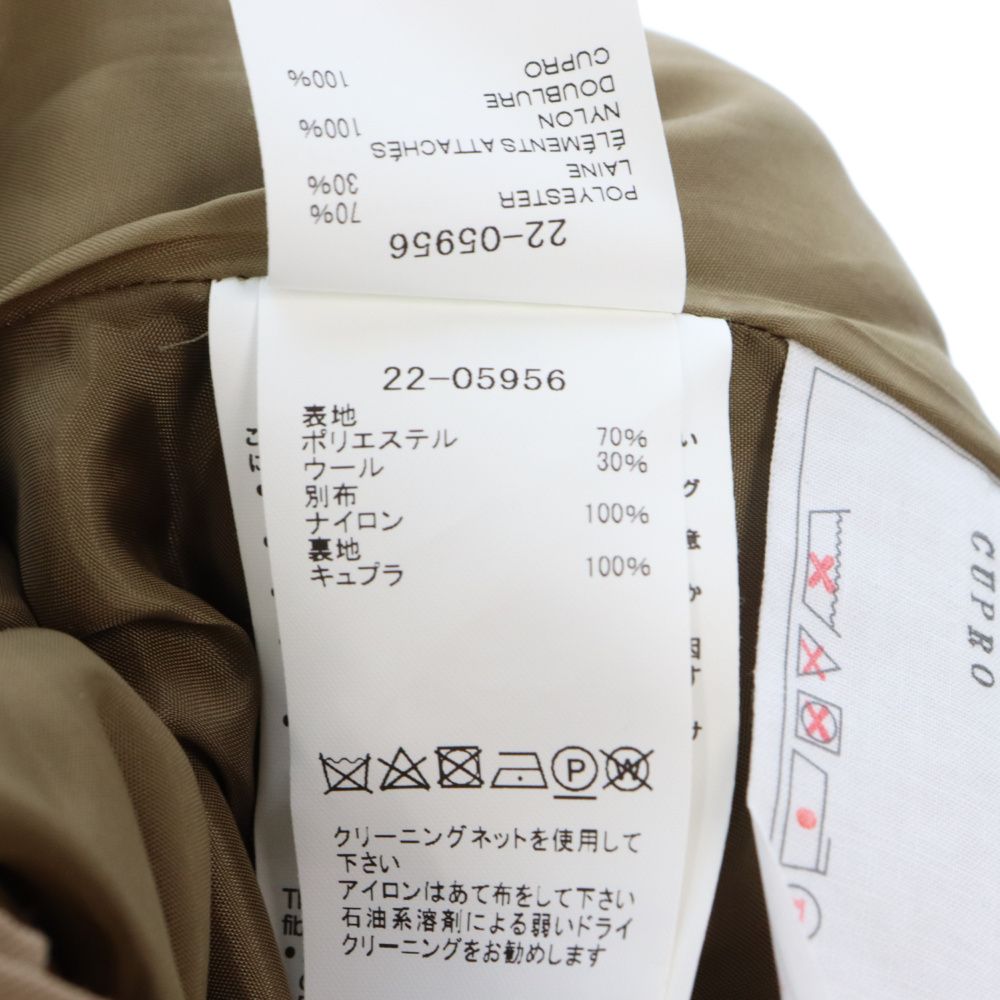 22-05956
POLYESTER 70%
LAINE 30%
ÉLÉMENTS ATTACHÉS
NYLON 100%
DOUBLURE
CUPRO 100%
22-05956
表地
ポリエステル 70%
ウール 30%
別布
ナイロン 100%
裏地
キュプラ 100%
P
W
クリーニングネットを使用して
下さい
アイロンはあて布をして下さい
石油系溶剤による弱いドライ
クリーニングをお勧めします
CUPRO